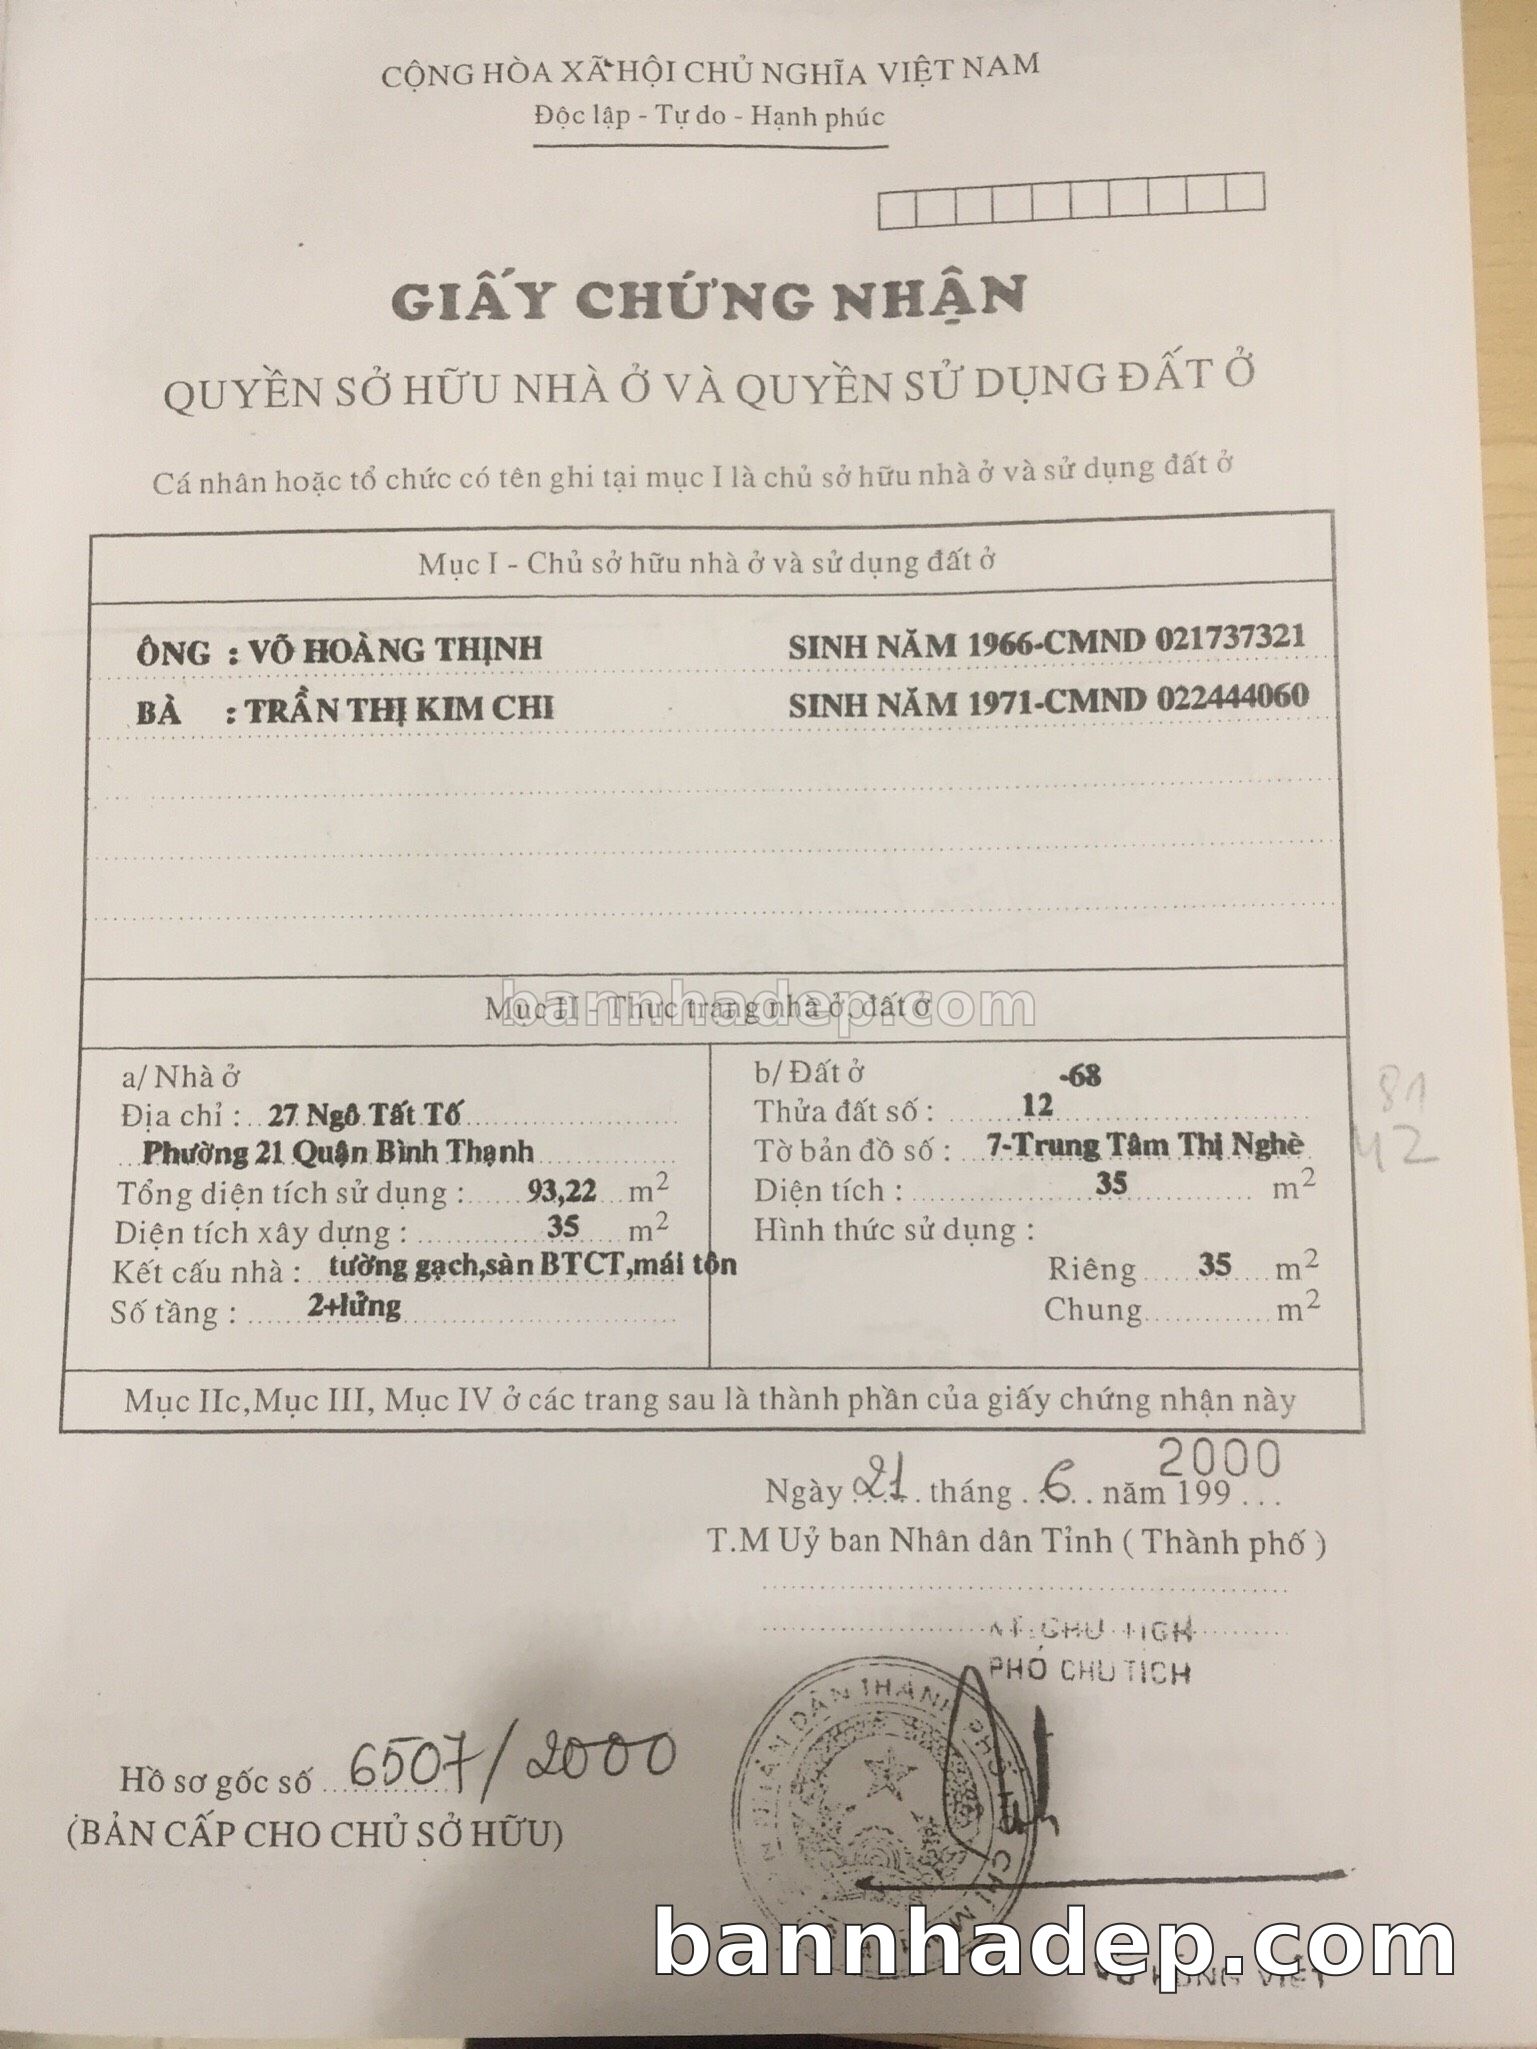 CỘNG HÒA XÃ HỘI CHỦ NGHĨA VIỆT NAM
Độc lập - Tự do - Hạnh phúc
GIẤY CHỨNG NHẬN
QUYỀN SỞ HỮU NHÀ Ở VÀ QUYỀN SỬ DỤNG ĐẤT Ở
Cá nhân hoặc tổ chức có tên ghi tại mục I là chủ sở hữu nhà ở và sử dụng đất ở
Mục I - Chủ sở hữu nhà ở và sử dụng đất ở
ÔNG : VÕ HOÀNG THỊNH SINH NĂM 1966-CMND 021737321
BÀ : TRẦN THỊ KIM CHI SINH NĂM 1971-CMND 022444060
bannhadep.com
Mục II - Thực trạng nhà ở, đất ở
a/ Nhà ở
Địa chỉ : 27 Ngô Tất Tố
Phường 21 Quận Bình Thạnh
Tổng diện tích sử dụng : 93,22 m2
Diện tích xây dựng : 35 m2
Kết cấu nhà : tường gạch,sàn BTCT,mái tôn
Số tầng : 2+lửng
b/ Đất ở -68
Thửa đất số : 12
Tờ bản đồ số : 7-Trung Tâm Thị Nghè
Diện tích : 35 m2
Hình thức sử dụng :
Riêng 35 m2
Chung m2
81
42
Mục IIc,Mục III, Mục IV ở các trang sau là thành phần của giấy chứng nhận này
2000
Ngày 21 tháng 6 năm 199 ...
T.M Uỷ ban Nhân dân Tỉnh ( Thành phố )
KT. CHỦ TỊCH
PHÓ CHỦ TỊCH
Hồ sơ gốc số 6507/2000
(BẢN CẤP CHO CHỦ SỞ HỮU)
bannhadep.com